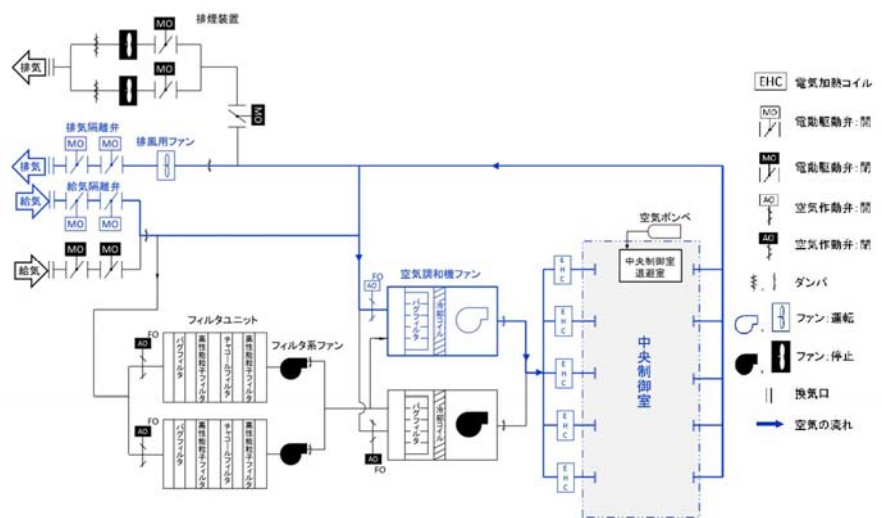 排煙装置
MO
MO
排気
MO
排気隔離弁
MO
MO
排風用ファン
排気
給気隔離弁
給気
MO
MO
MO
MO
給気
空気ボンベ
中央制御室
退避室
FO
AO
空気調和機ファン
バグフィルタ
冷却コイル
EHC
EHC
EHC
EHC
EHC
中央制御室
フィルタユニット
フィルタ系ファン
FO
AO
バグフィルタ
高性能粒子フィルタ
チャコールフィルタ
高性能粒子フィルタ
FO
AO
バグフィルタ
高性能粒子フィルタ
チャコールフィルタ
高性能粒子フィルタ
AO
FO
バグフィルタ
冷却コイル
EHC 電気加熱コイル
MO 電動駆動弁:開
MO 電動駆動弁:閉
AO 空気作動弁:開
AO 空気作動弁:閉
ダンパ
ファン:運転
ファン:停止
換気口
空気の流れ